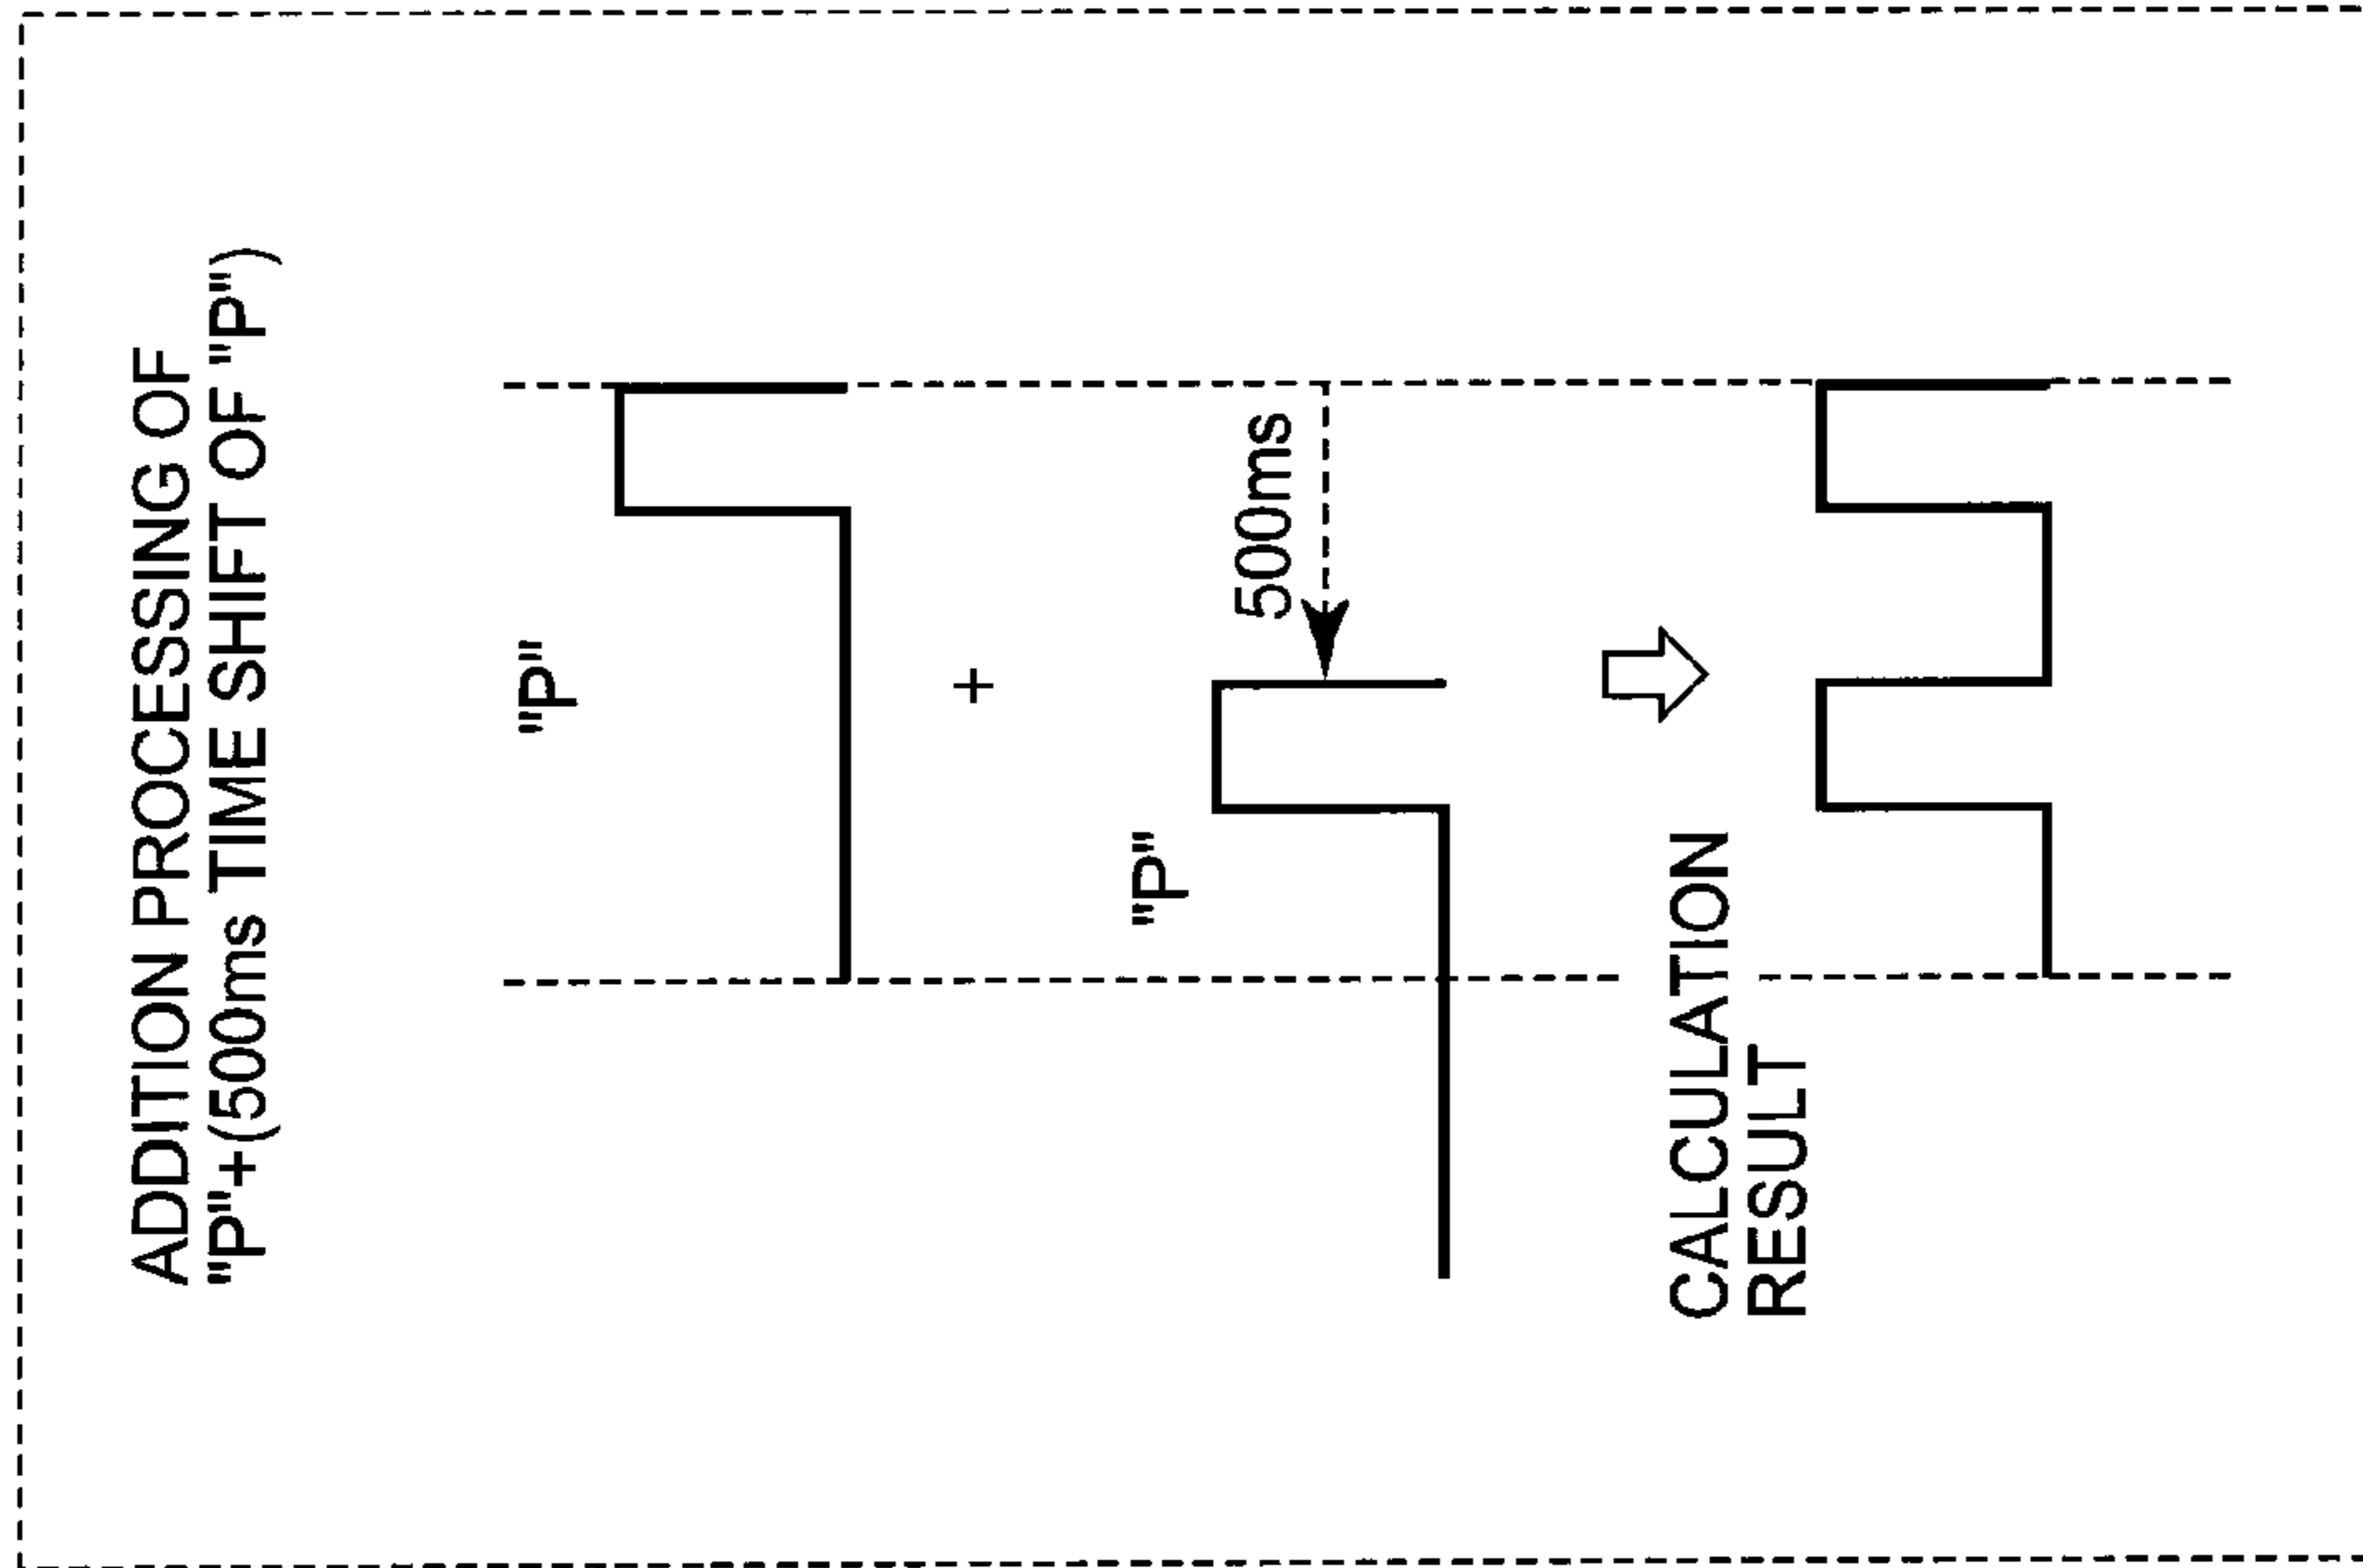 ADDITION PROCESSING OF
"P"+(500ms TIME SHIFT OF "P")
"P"
+
"P"
500ms
CALCULATION
RESULT